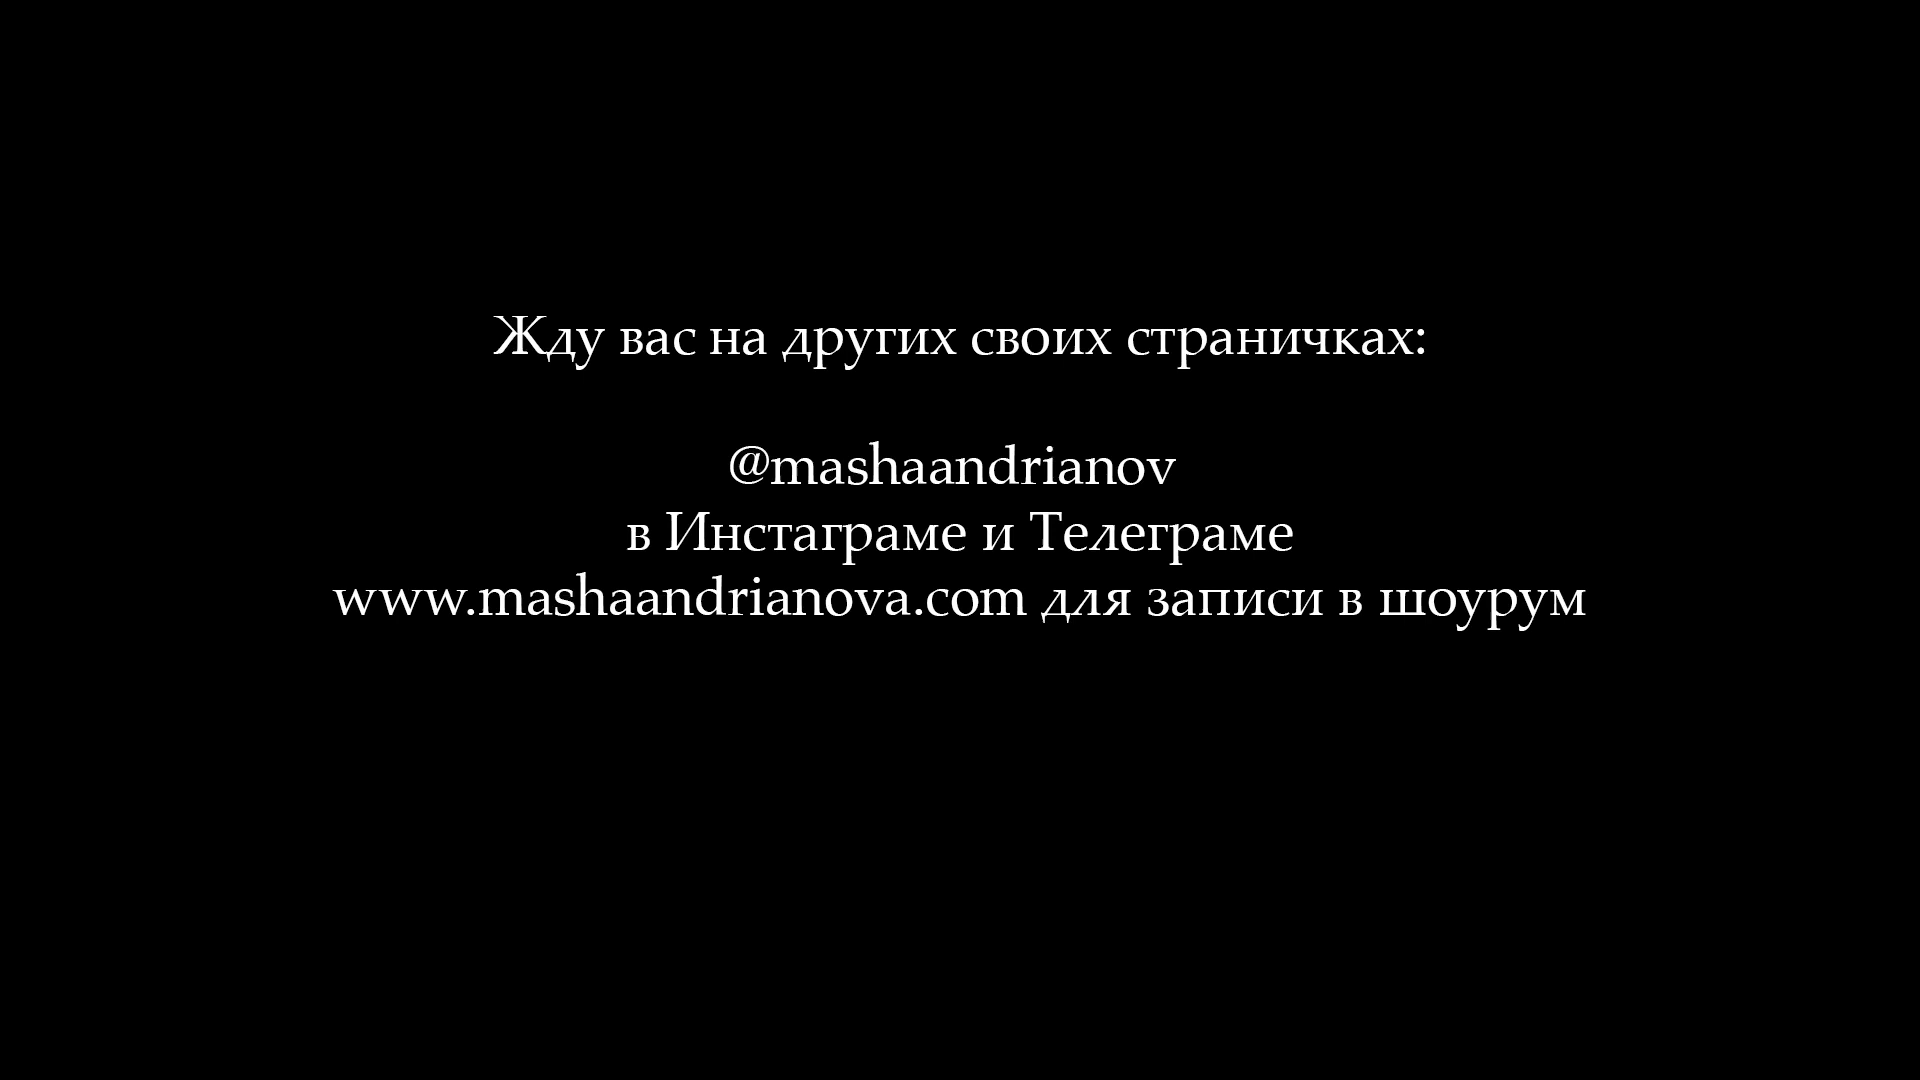 Жду вас на других своих страничках:
@mashaandrianov
в Инстаграме и Телеграме
www.mashaandrianova.com для записи в шоурум